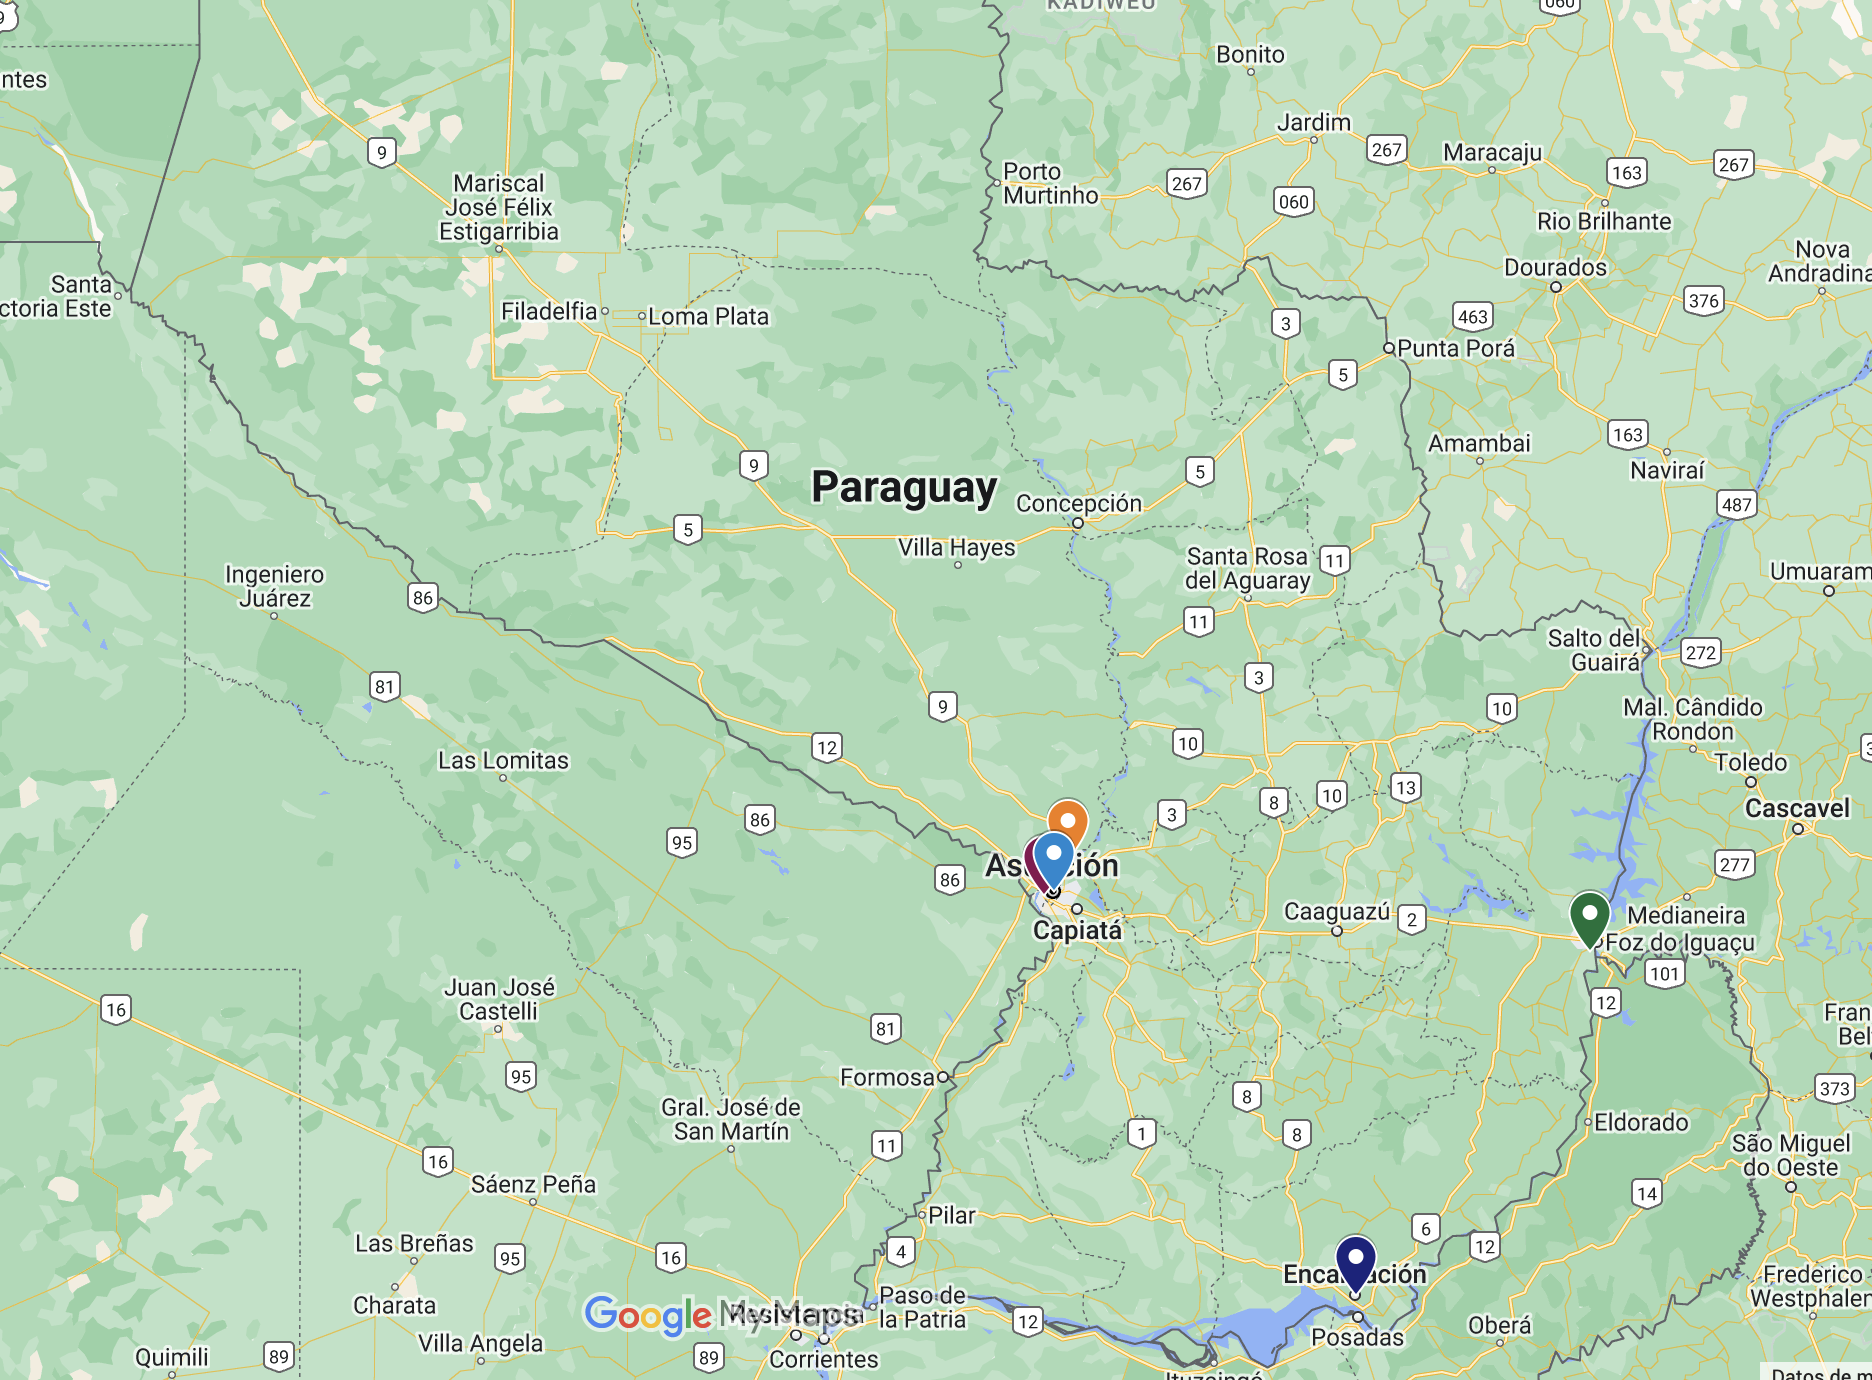 KADIWÉU
060
9
Bonito
ntes
Jardim
267
Maracaju
163
267
9
Mariscal
José Félix
Estigarribia
Porto
Murtinho
267
060
Rio Brilhante
Nova
Andradina
Dourados
Santa
ctoria Este
Filadelfia
Loma Plata
376
463
3
Punta Porá
5
163
Amambai
Naviraí
9
5
Paraguay
Concepción
487
5
Villa Hayes
Santa Rosa
del Aguaray
11
Umuaram
Ingeniero
Juárez
86
11
Salto del
Guairá
272
81
3
9
10
Mal. Cândido
Rondon
12
10
Las Lomitas
Toledo
8
10
13
Cascavel
86
3
95
86
277
Capiatá
Caaguazú
2
Medianeira
Foz do Iguaçu
101
Juan José
Castelli
16
12
81
Fran
Bel
95
Formosa
373
8
Gral. José de
San Martín
Eldorado
1
8
11
São Miguel
do Oeste
16
Sáenz Peña
14
Pilar
6
Las Breñas
95
16
4
12
Charata
Frederico
Westphalen
Paso de
la Patria
Google My Maps
Resistencia
12
Posadas
Oberá
Villa Angela
Quimili
89
89
Corrientes
Ituzaingó
Datos de m